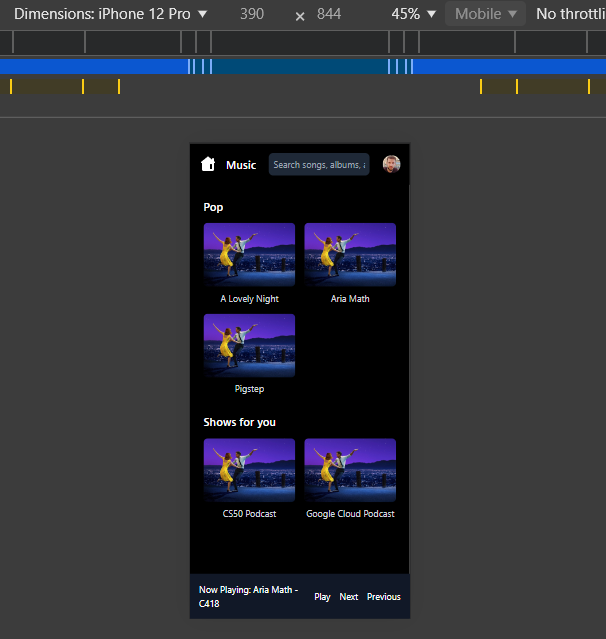 Dimensions: iPhone 12 Pro ▼ 390 × 844 45% ▼ Mobile ▼ No throttli
Music Search songs, albums, a
Pop
A Lovely Night Aria Math
Pigstep
Shows for you
CS50 Podcast Google Cloud Podcast
Now Playing: Aria Math -
C418
Play Next Previous